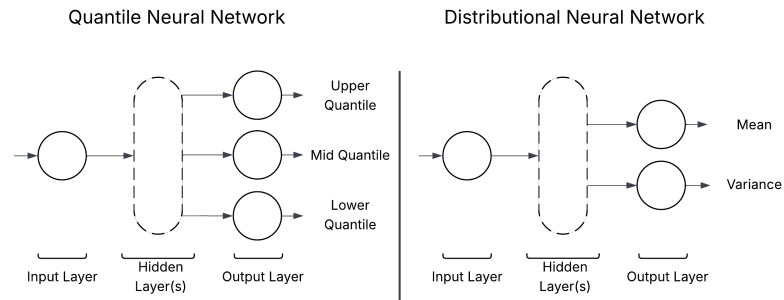 Quantile Neural Network
Upper
Quantile
Mid Quantile
Lower
Quantile
Input Layer
Hidden
Layer(s)
Output Layer
Distributional Neural Network
Mean
Variance
Input Layer
Hidden
Layer(s)
Output Layer